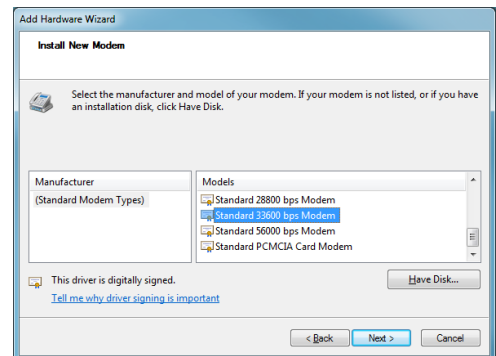 Add Hardware Wizard
Install New Modem
Select the manufacturer and model of your modem. If your modem is not listed, or if you have
an installation disk, click Have Disk.
Manufacturer
(Standard Modem Types)
Models
Standard 28800 bps Modem
Standard 33600 bps Modem
Standard 56000 bps Modem
Standard PCMCIA Card Modem
This driver is digitally signed.
Tell me why driver signing is important
Have Disk...
< Back
Next >
Cancel